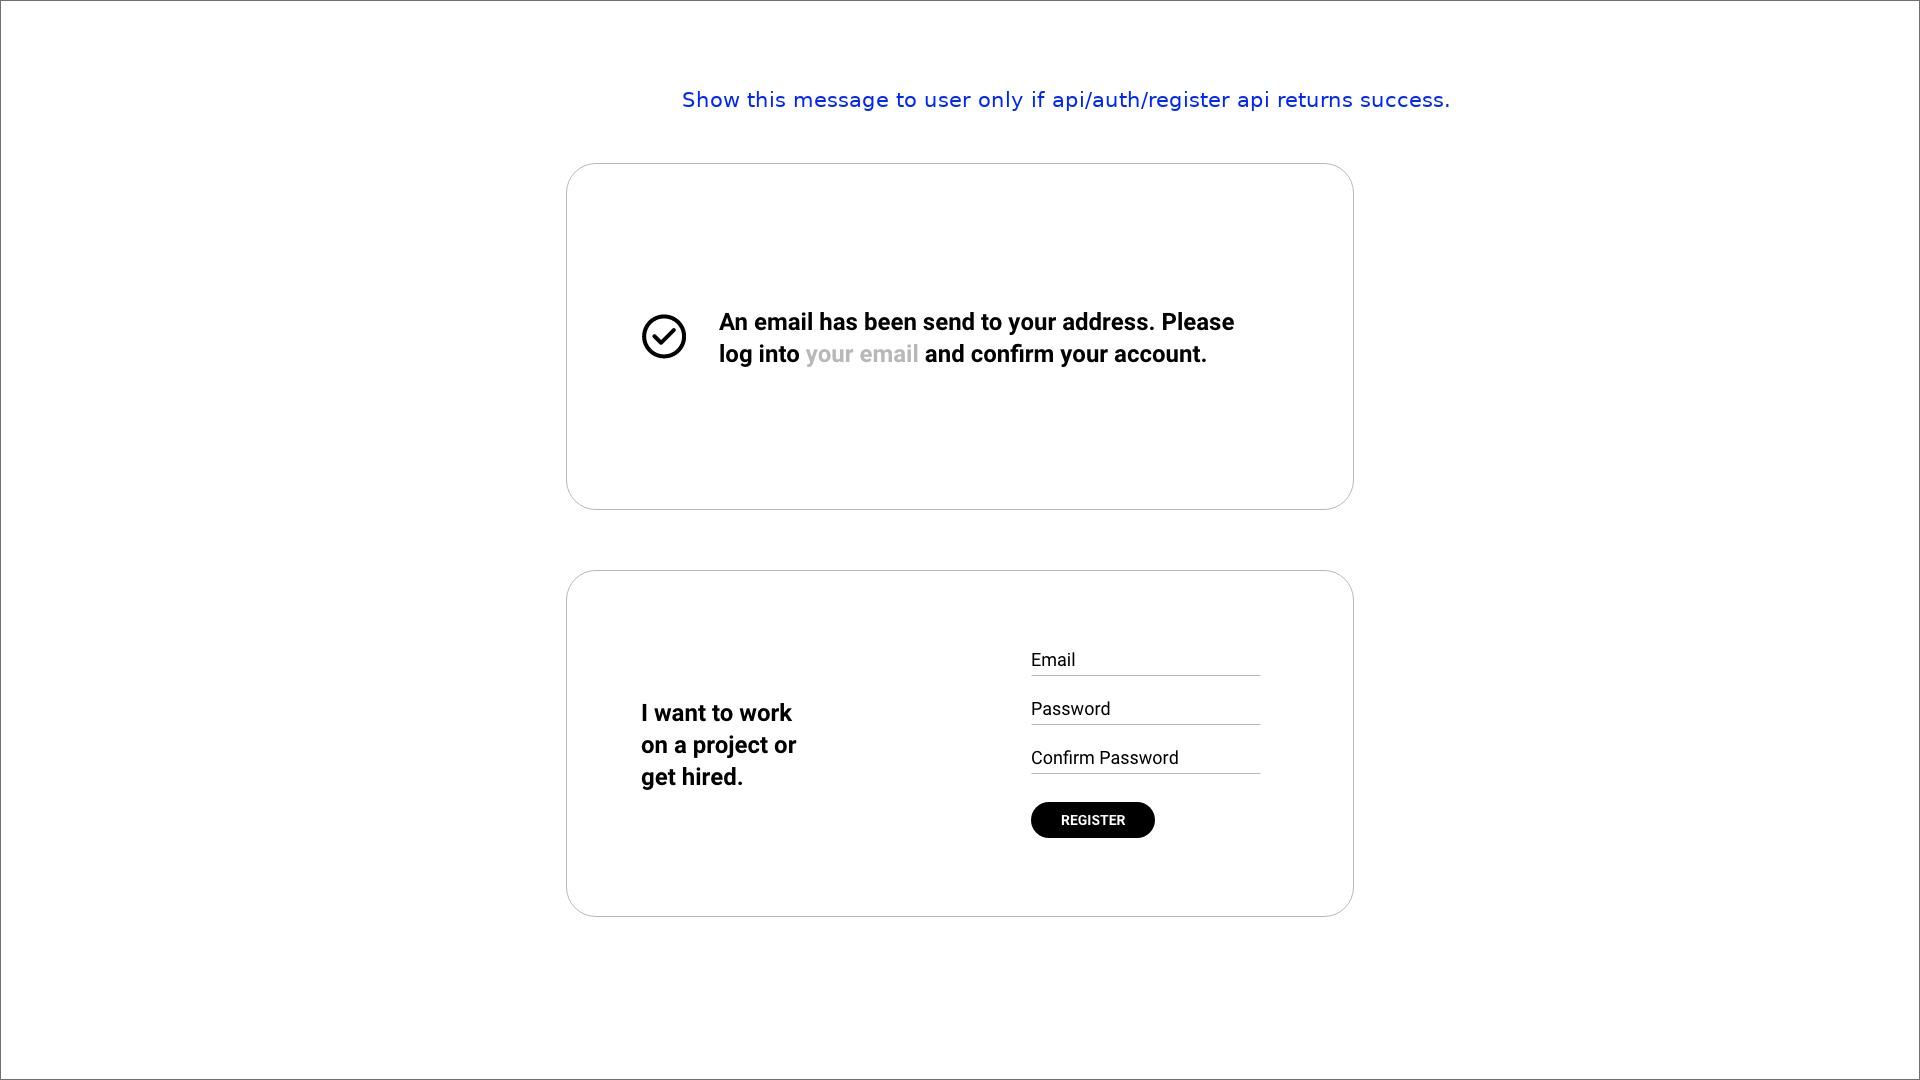 Show this message to user only if api/auth/register api returns success.
An email has been send to your address. Please
log into your email and confirm your account.
I want to work
on a project or
get hired.
Email
Password
Confirm Password
REGISTER